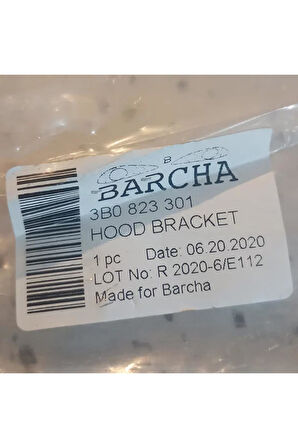 B
BARCHA
3B0 823 301
HOOD BRACKET
1 pc Date: 06.20.2020
LOT No: R 2020-6/E112
Made for Barcha